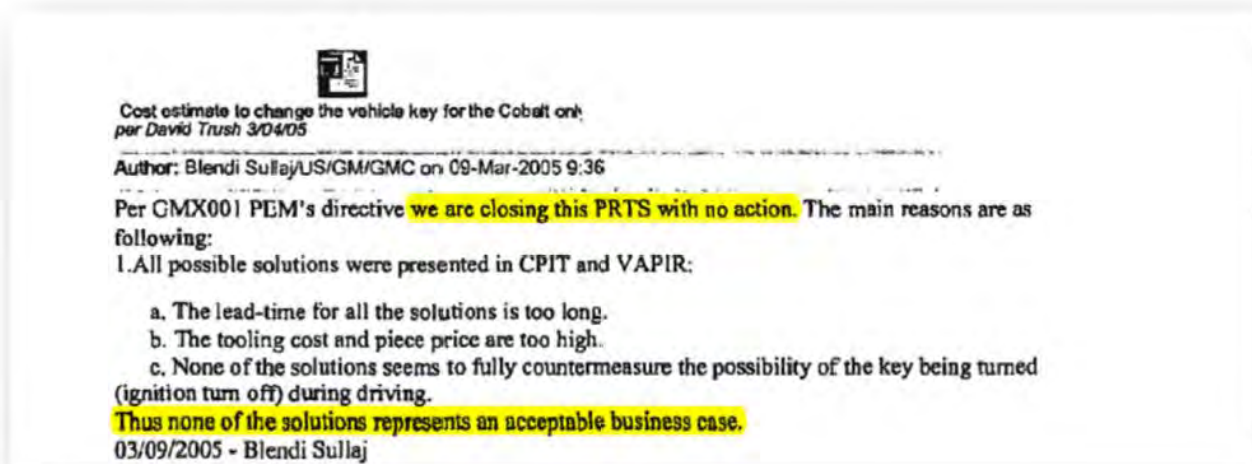 Cost estimate to change the vehicle key for the Cobalt only
per David Trush 3/04/05
Author: Blendi Sullaj/US/GM/GMC on 09-Mar-2005 9:36
Per GMX001 PEM's directive we are closing this PRTS with no action. The main reasons are as
following:
1.All possible solutions were presented in CPIT and VAPIR:
a. The lead-time for all the solutions is too long.
b. The tooling cost and piece price are too high.
c. None of the solutions seems to fully countermeasure the possibility of the key being turned
(ignition turn off) during driving.
Thus none of the solutions represents an acceptable business case.
03/09/2005 - Blendi Sullaj